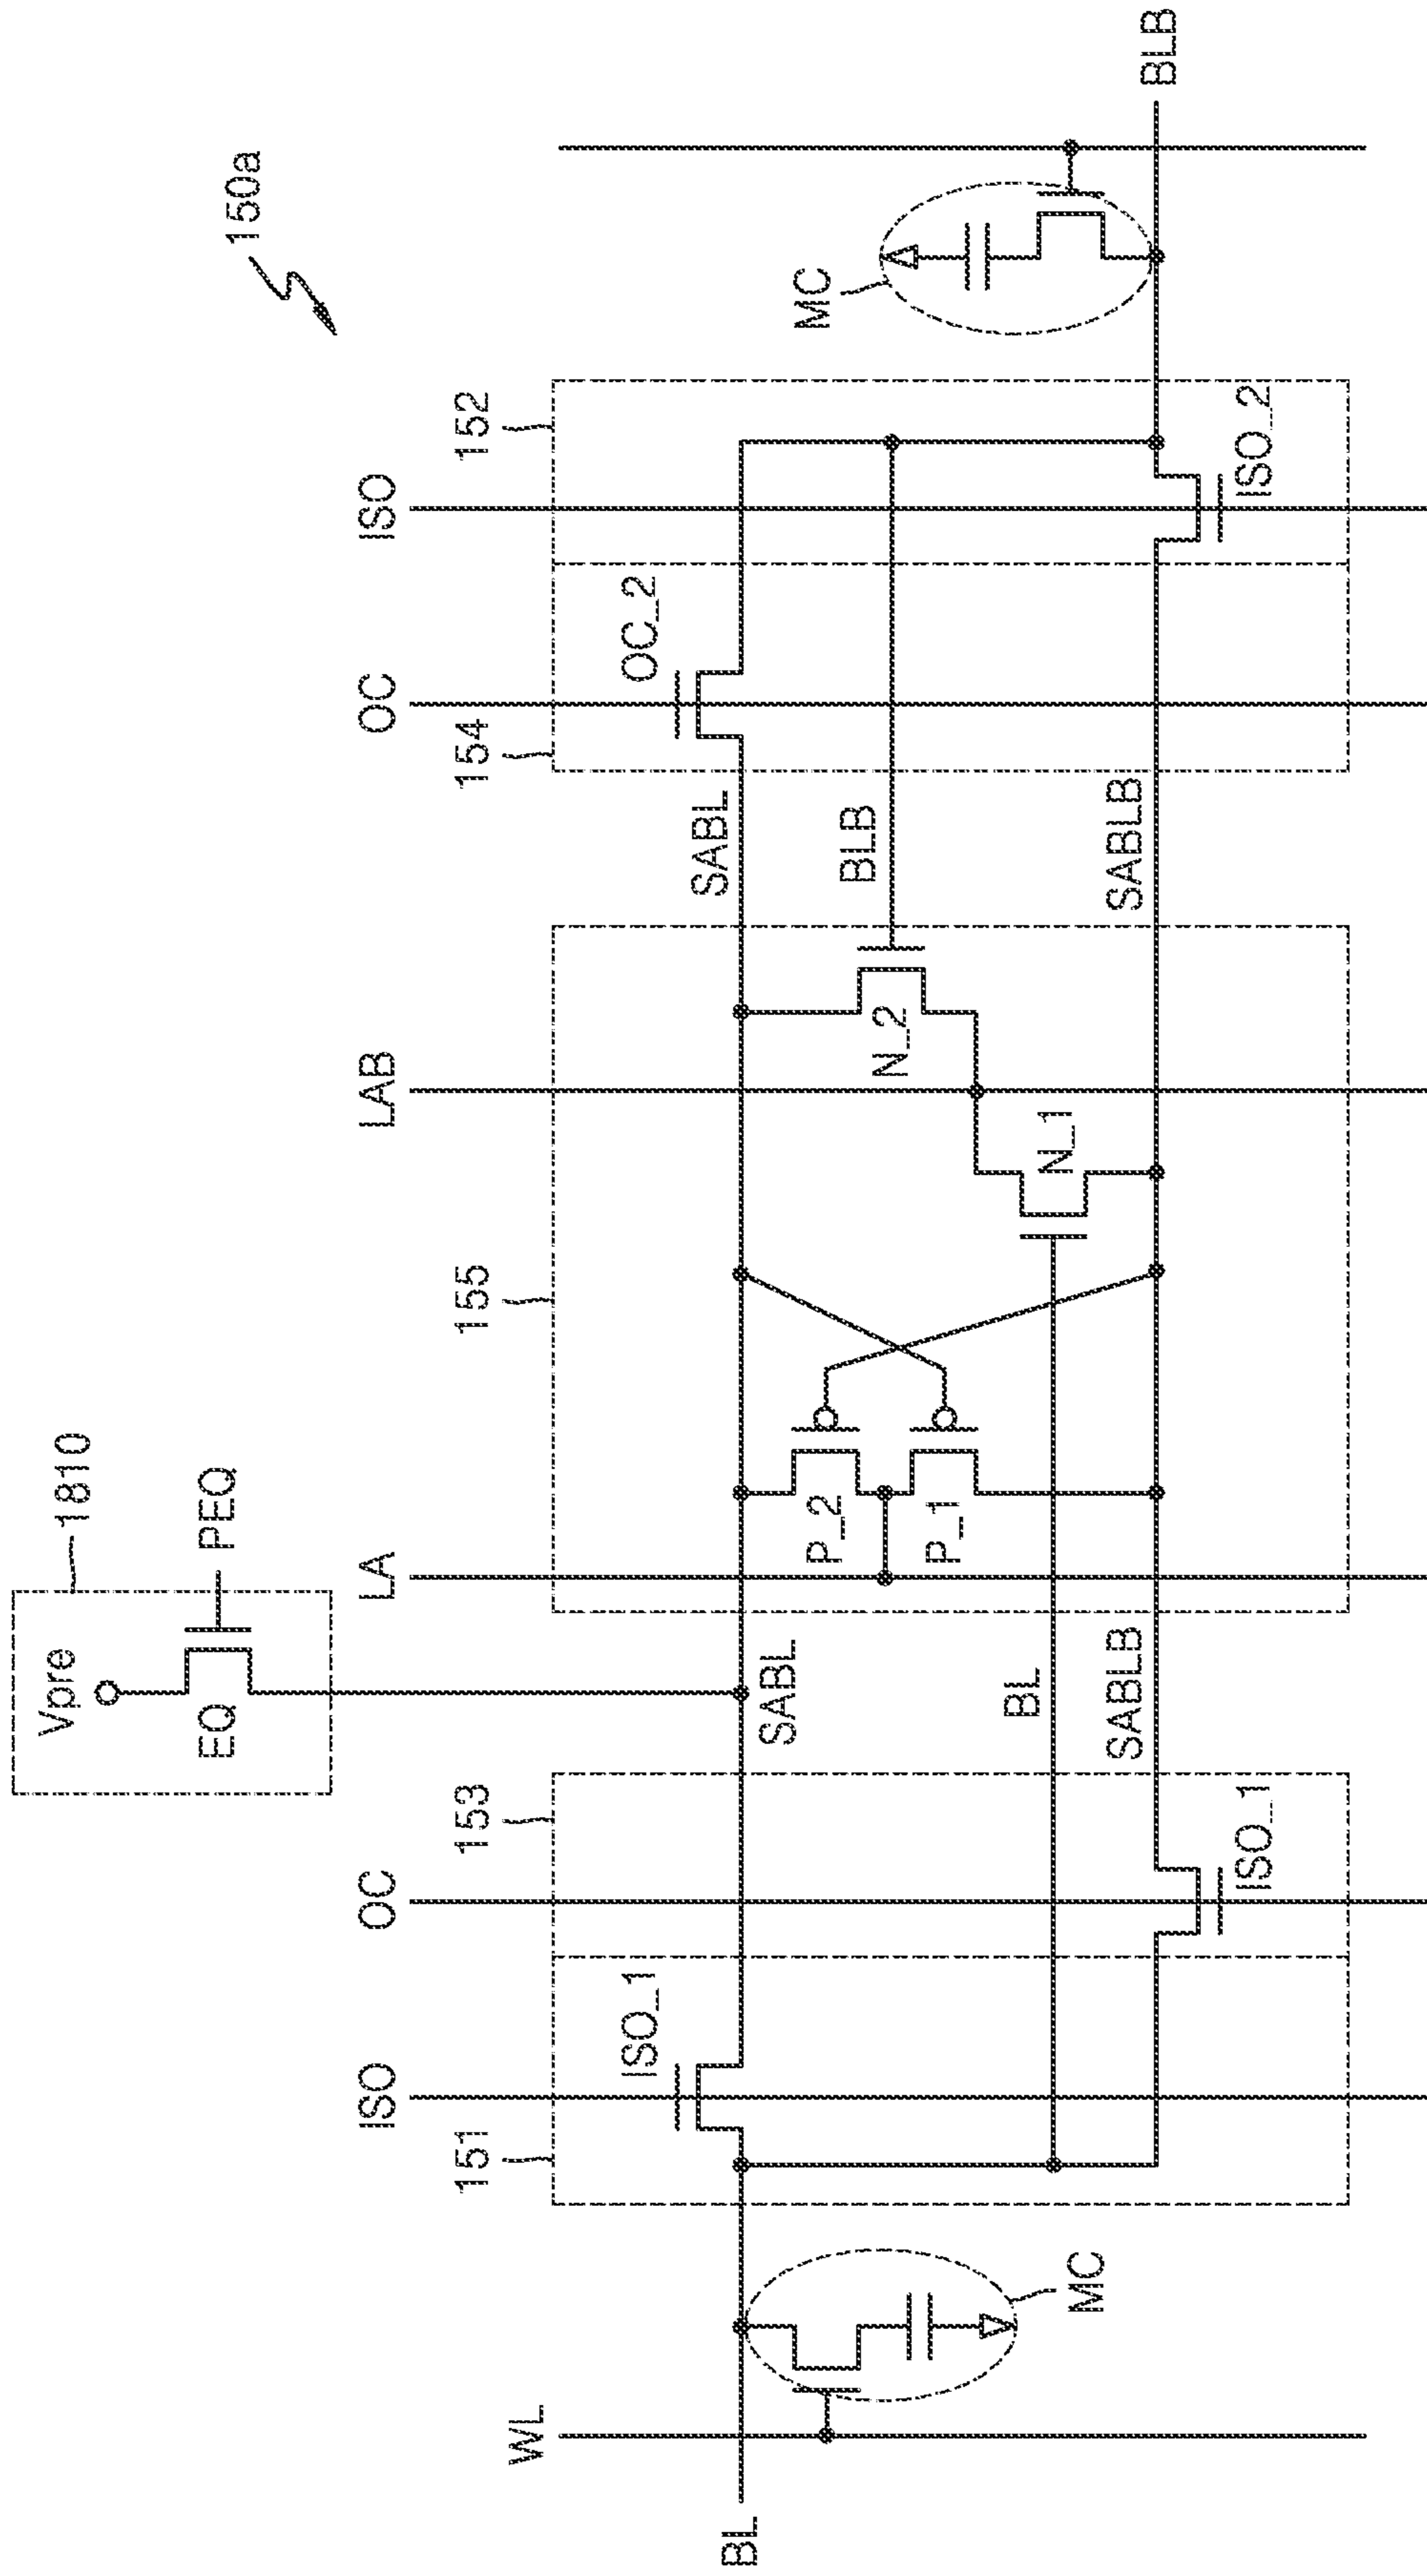 150a
1810
Vpre
EQ
PEQ
ISO
OC
LA
LAB
OC
ISO
151
153
155
154
152
WL
ISO_1
SABL
SABL
OC_2
MC
BL
P_2
P_1
N_2
BLB
BL
N_1
MC
SABLB
SABLB
BLB
ISO_1
ISO_2